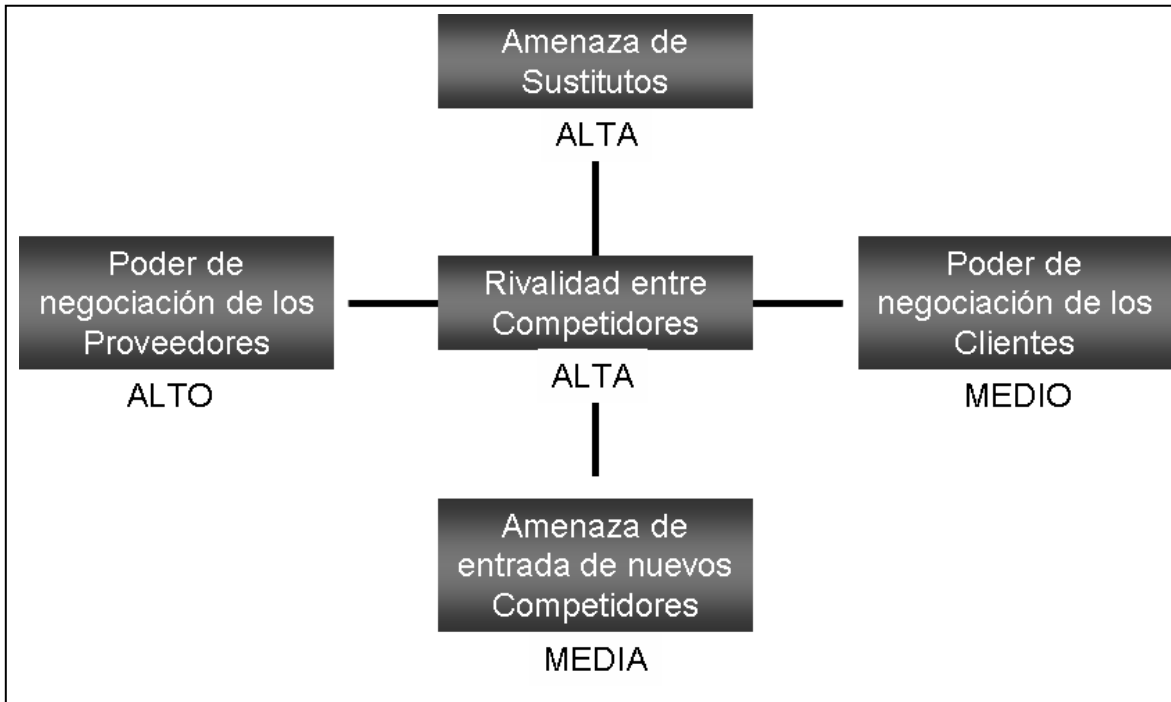 Amenaza de
Sustitutos
ALTA
Poder de
negociación de los
Proveedores
ALTO
Rivalidad entre
Competidores
ALTA
Poder de
negociación de los
Clientes
MEDIO
Amenaza de
entrada de nuevos
Competidores
MEDIA